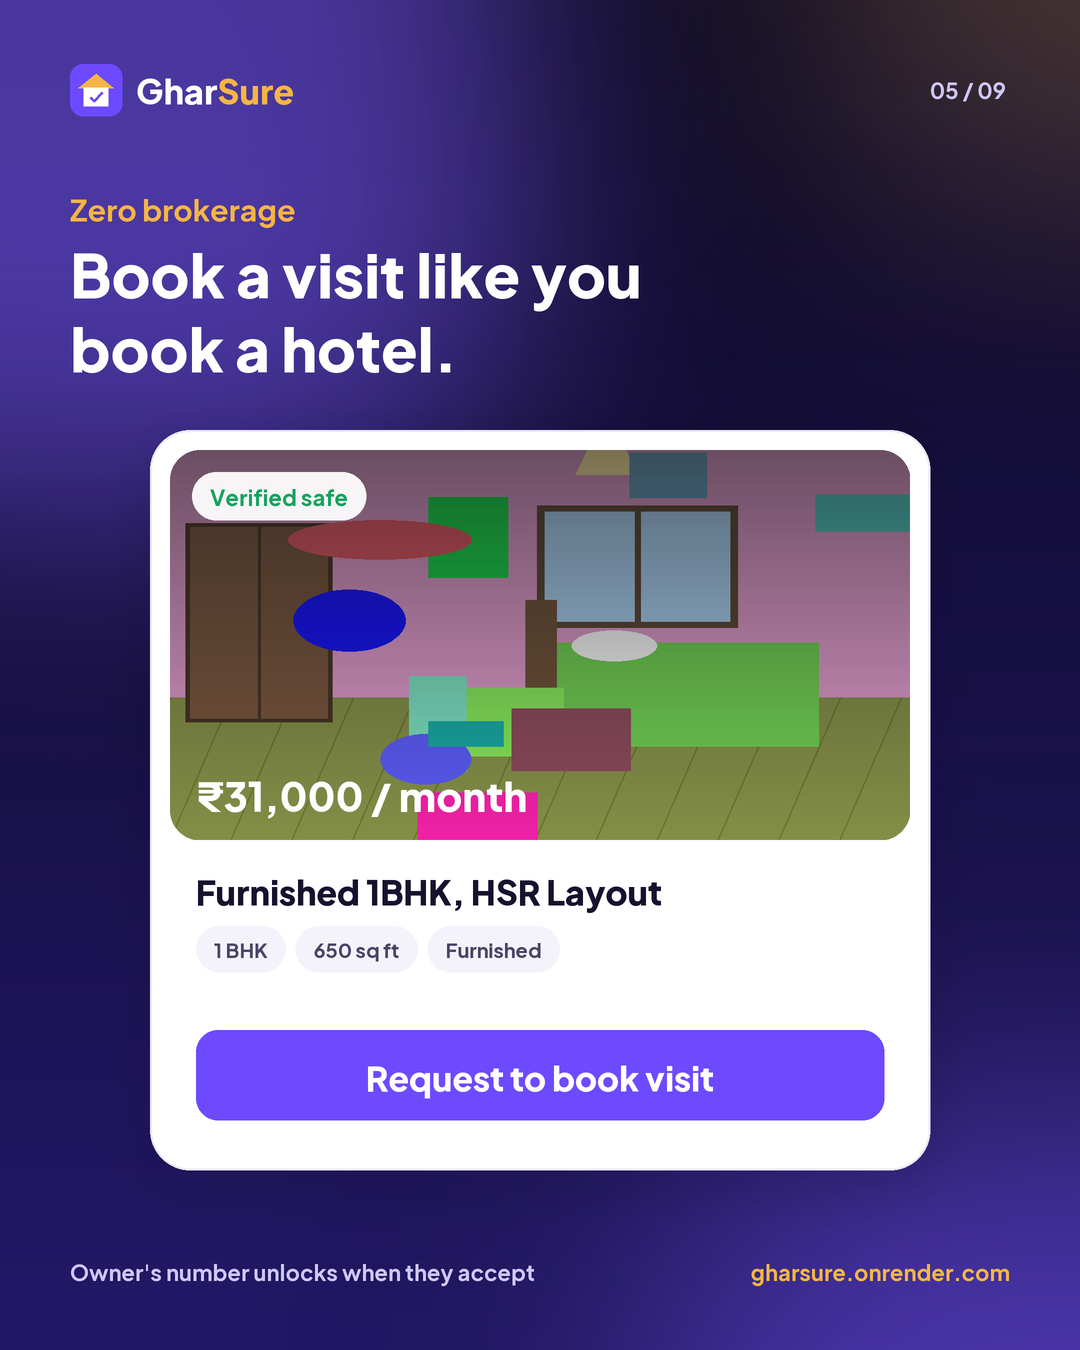 GharSure
05 / 09
Zero brokerage
Book a visit like you
book a hotel.
Verified safe
₹31,000 / month
Furnished 1BHK, HSR Layout
1 BHK
650 sq ft
Furnished
Request to book visit
Owner's number unlocks when they accept
gharsure.onrender.com